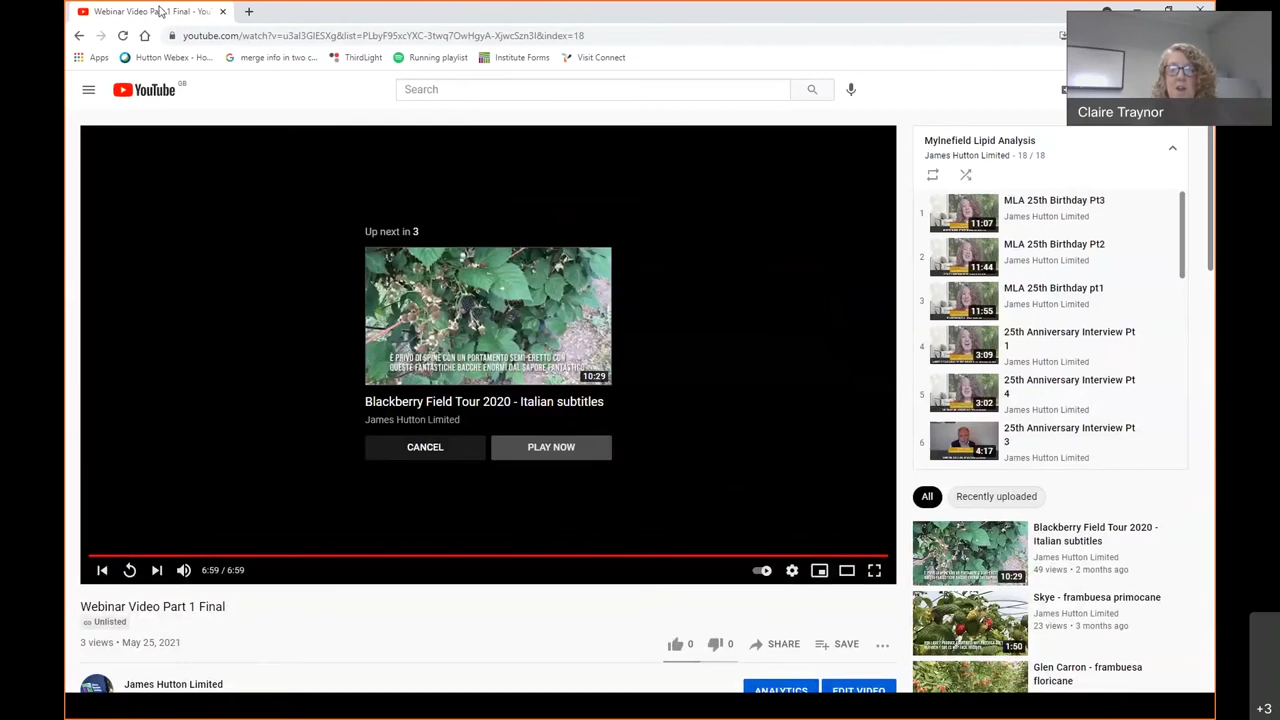 Webinar Video Part 1 Final - You
youtube.com/watch?v=u3al3GlESXg&list=PLbyF95xcYXC-3twq7OwHgyA-XjwcSzn3I&index=18
Apps
Hutton Webex - Ho...
merge info in two c...
ThirdLight
Running playlist
Institute Forms
Visit Connect
YouTube GB
Search
Claire Traynor
Up next in 3
È PRIVO DI SPINE CON UN PORTAMENTO SEMI-ERETTO CON
QUESTE FANTASTICHE BACCHE ENORMI DAL SAPORE FANTASTICO
10:29
Blackberry Field Tour 2020 - Italian subtitles
James Hutton Limited
CANCEL
PLAY NOW
6:59 / 6:59
Webinar Video Part 1 Final
Unlisted
3 views • May 25, 2021
0
0
SHARE
SAVE
James Hutton Limited
ANALYTICS
EDIT VIDEO
Mylnefield Lipid Analysis
James Hutton Limited - 18 / 18
1
11:07
MLA 25th Birthday Pt3
James Hutton Limited
2
11:44
MLA 25th Birthday Pt2
James Hutton Limited
3
11:55
MLA 25th Birthday pt1
James Hutton Limited
4
3:09
25th Anniversary Interview Pt
1
James Hutton Limited
5
3:02
25th Anniversary Interview Pt
4
James Hutton Limited
6
4:17
25th Anniversary Interview Pt
3
James Hutton Limited
All
Recently uploaded
10:29
Blackberry Field Tour 2020 -
Italian subtitles
James Hutton Limited
49 views • 2 months ago
1:50
Skye - frambuesa primocane
James Hutton Limited
23 views • 3 months ago
Glen Carron - frambuesa
floricane
+3